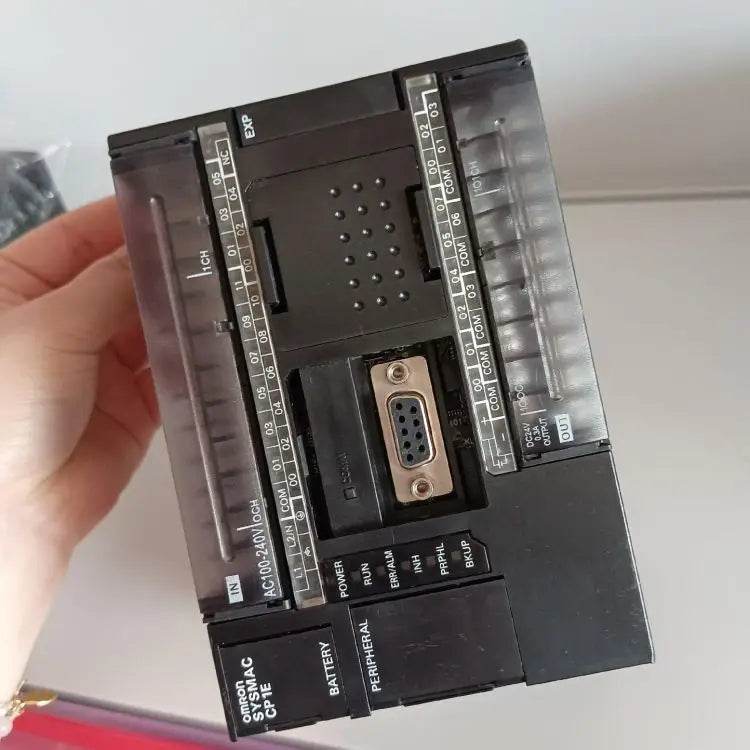 EXP
NC
05
04
03
02
01
00
1CH
11
10
09
08
07
06
05
04
03
02
01
00
COM
L2/N
L1
AC100-240V
0CH
IN
03
02
01
00
COM
101CH
07
06
05
COM
04
03
COM
02
01
COM
00
COM
+
-
100CH
DC24V
0.3A
OUTPUT
OUT
COMM
POWER
RUN
ERR/ALM
INH
PRPHL
BKUP
BATTERY
PERIPHERAL
OMRON
SYSMAC
CP1E